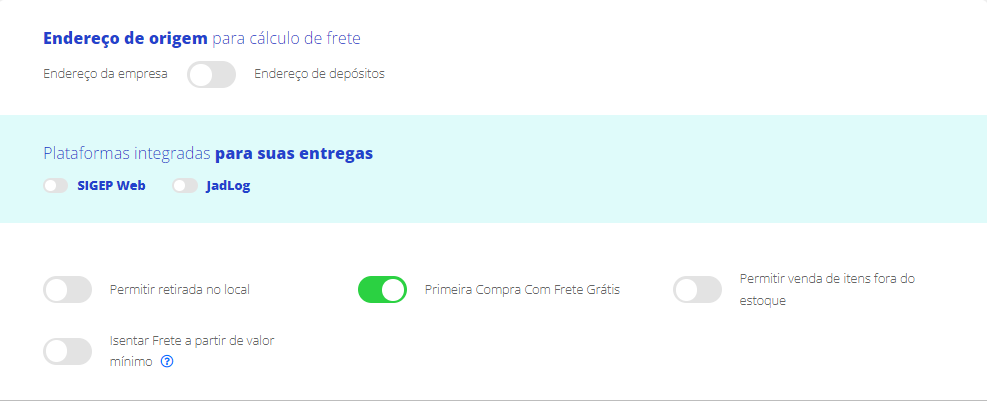 Endereço de origem para cálculo de frete
Endereço da empresa Endereço de depósitos
Plataformas integradas para suas entregas
SIGEP Web JadLog
Permitir retirada no local
Primeira Compra Com Frete Grátis
Permitir venda de itens fora do
estoque
Isentar Frete a partir de valor
mínimo ?